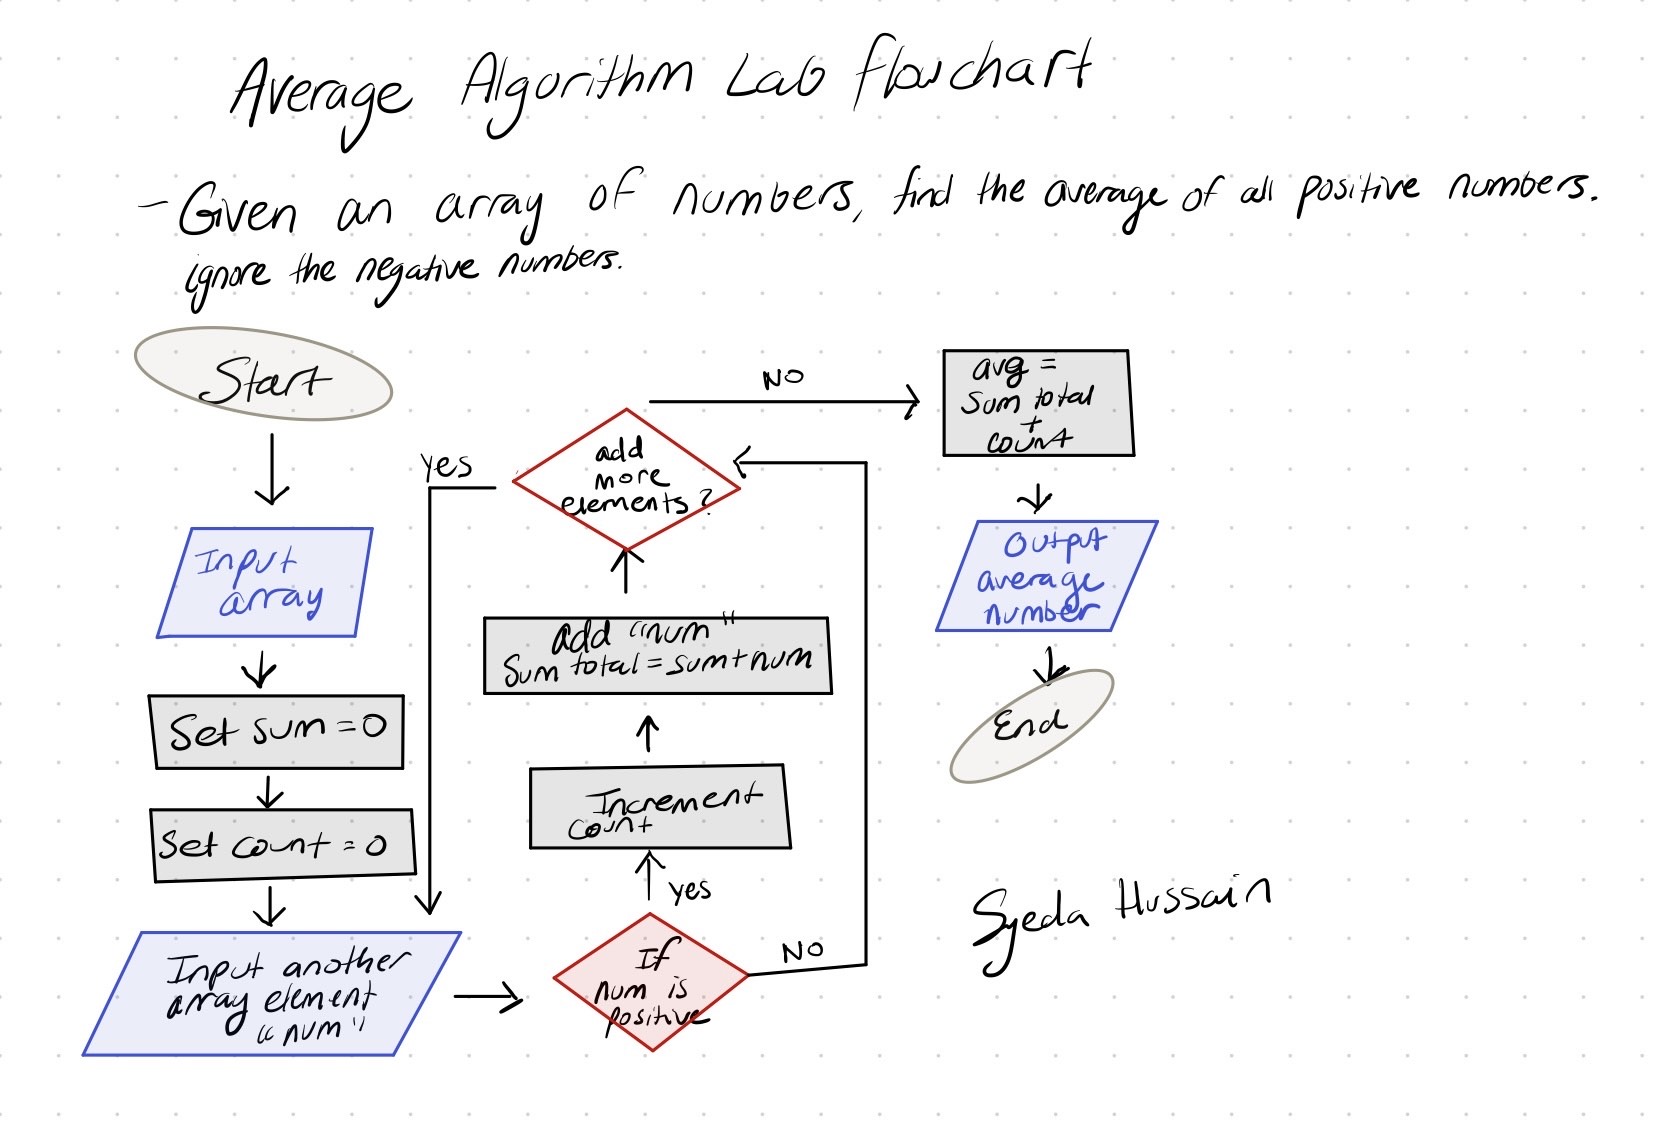 Average Algorithm Lab flowchart
- Given an array of numbers, find the average of all positive numbers.
ignore the negative numbers.
Start
Input
array
Set sum = 0
Set count = 0
Input another
array element
"num"
If
num is
positive
yes
NO
Increment
count
add "num"
Sum total = sum + num
add
more
elements?
yes
NO
avg =
Sum total
+
count
Output
average
number
End
Syeda Hussain